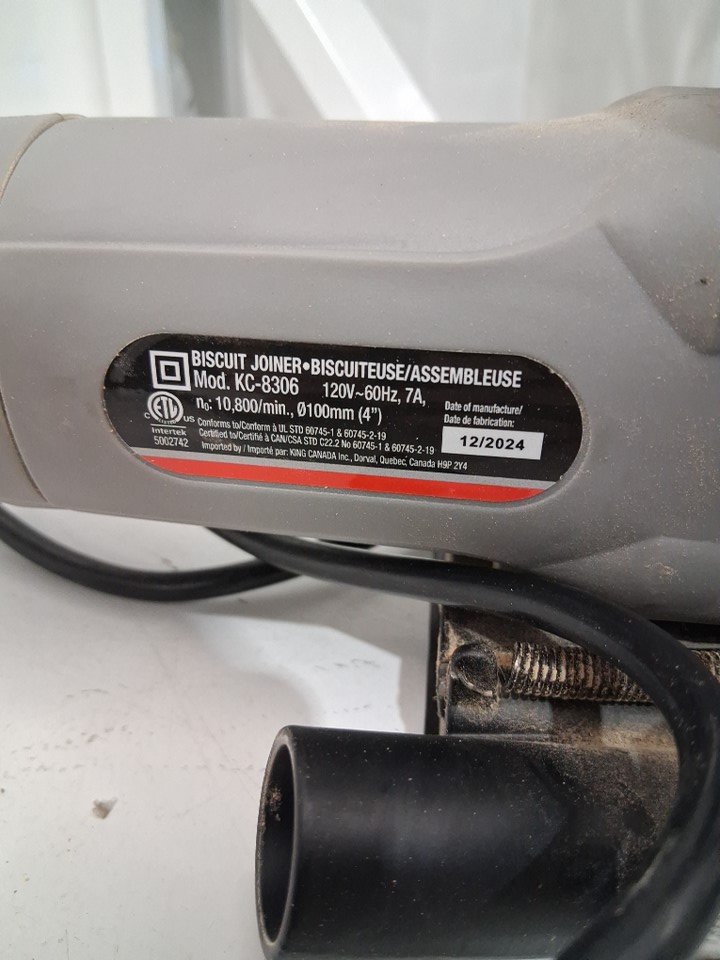 BISCUIT JOINER•BISCUITEUSE/ASSEMBLEUSE
Mod. KC-8306 120V~60Hz, 7A,
n₀: 10,800/min., Ø100mm (4")
C ETL US
Intertek
5002742
Conforms to/Conform à UL STD 60745-1 & 60745-2-19
Certified to/Certifié à CAN/CSA STD C22.2 No 60745-1 & 60745-2-19
Imported by / Importé par: KING CANADA Inc., Dorval, Quebec, Canada H9P 2Y4
Date of manufacture/
Date de fabrication:
12/2024